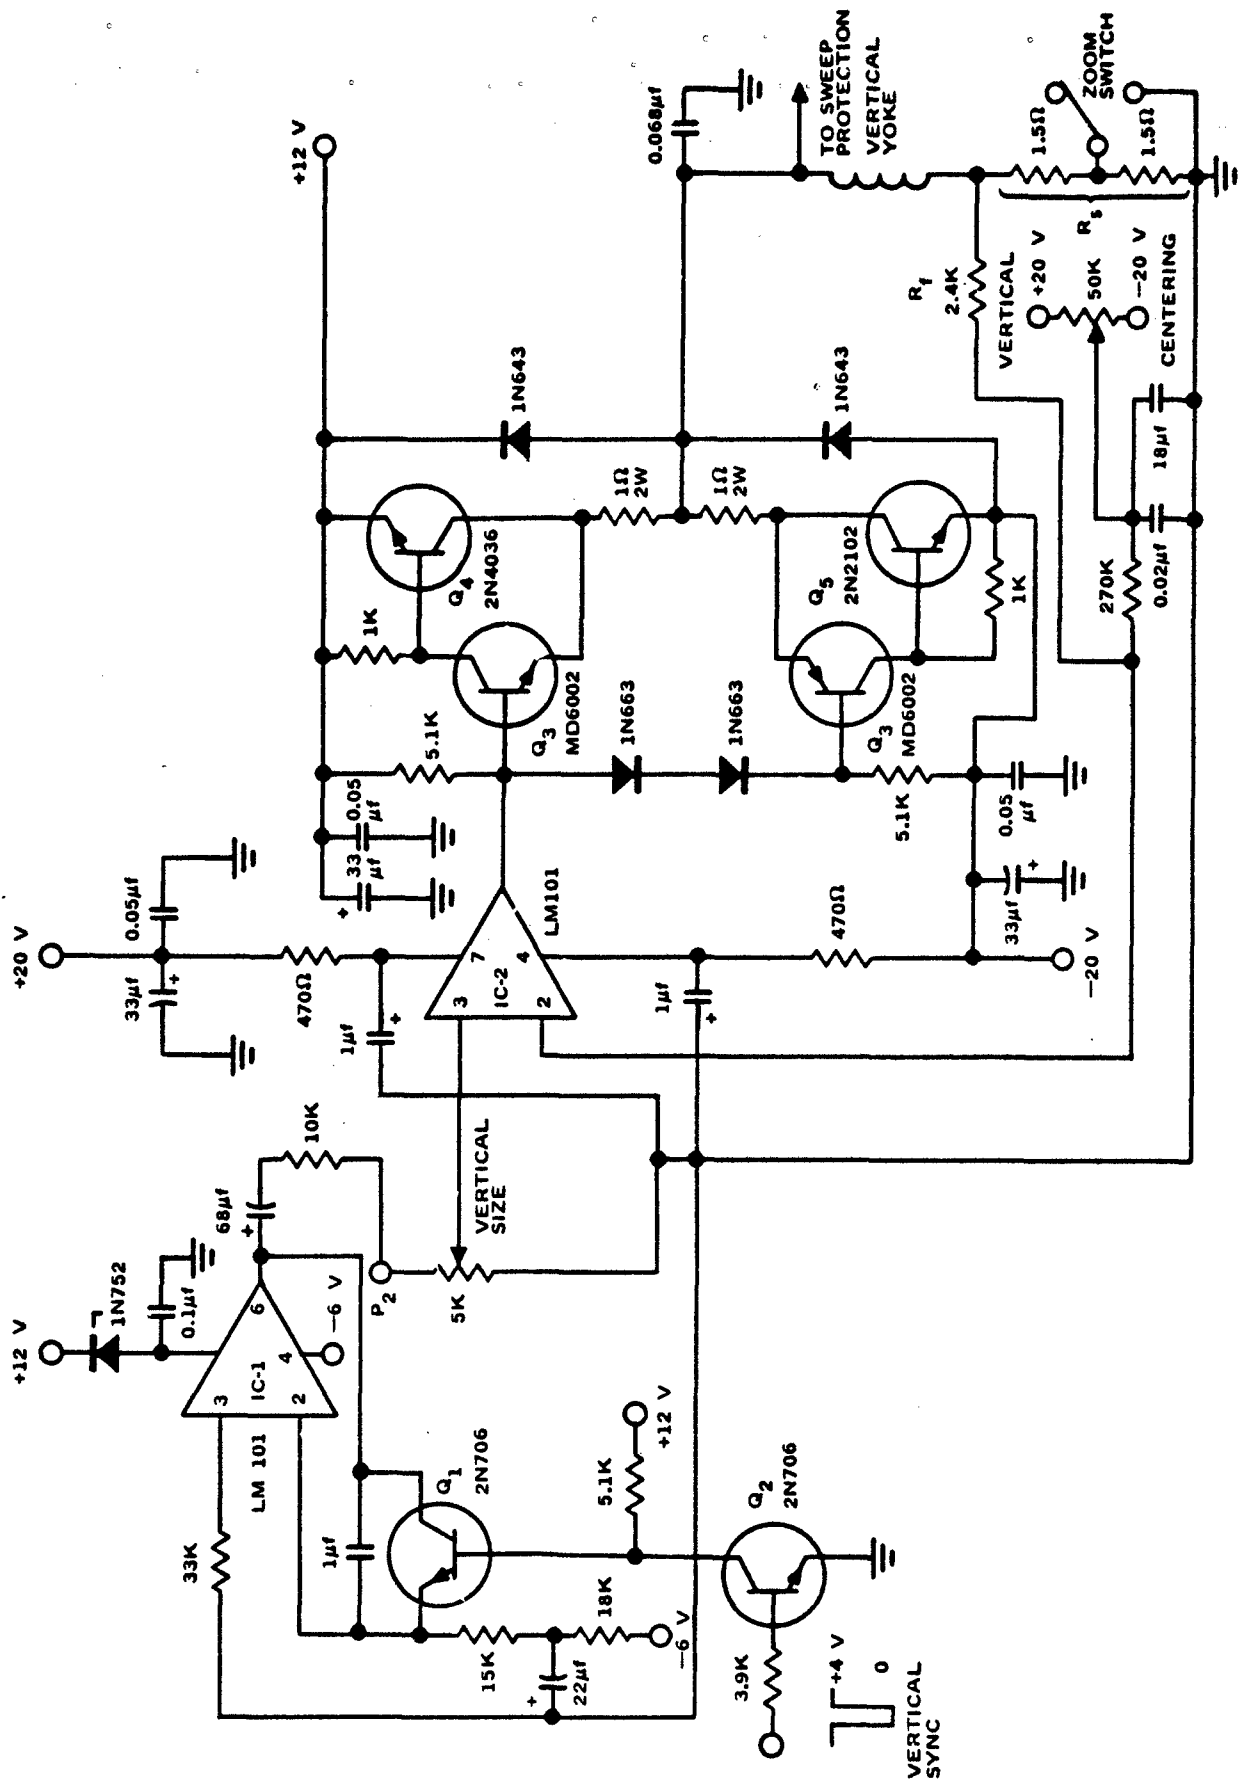 +12 V
1N752
0.1µf
33K
LM 101
3
2
IC-1
4
6
−6 V
68µf
+
10K
P2
5K
VERTICAL
SIZE
1µf
Q1
2N706
15K
18K
−6 V
+
22µf
5.1K
+12 V
Q2
2N706
3.9K
+4 V
0
VERTICAL
SYNC
+20 V
33µf
+
0.05µf
470Ω
1µf
+
3
2
IC-2
7
4
LM101
1µf
+
470Ω
−20 V
33µf
+
0.05
µf
+12 V
+
33
µf
0.05
µf
5.1K
1K
Q3
MD6002
Q4
2N4036
1N663
1N663
5.1K
Q3
MD6002
Q5
2N2102
1K
1Ω
2W
1Ω
2W
1N643
1N643
0.068µf
TO SWEEP
PROTECTION
VERTICAL
YOKE
Rf
2.4K
VERTICAL
+20 V
50K
−20 V
CENTERING
270K
0.02µf
18µf
Rs
1.5Ω
1.5Ω
ZOOM
SWITCH